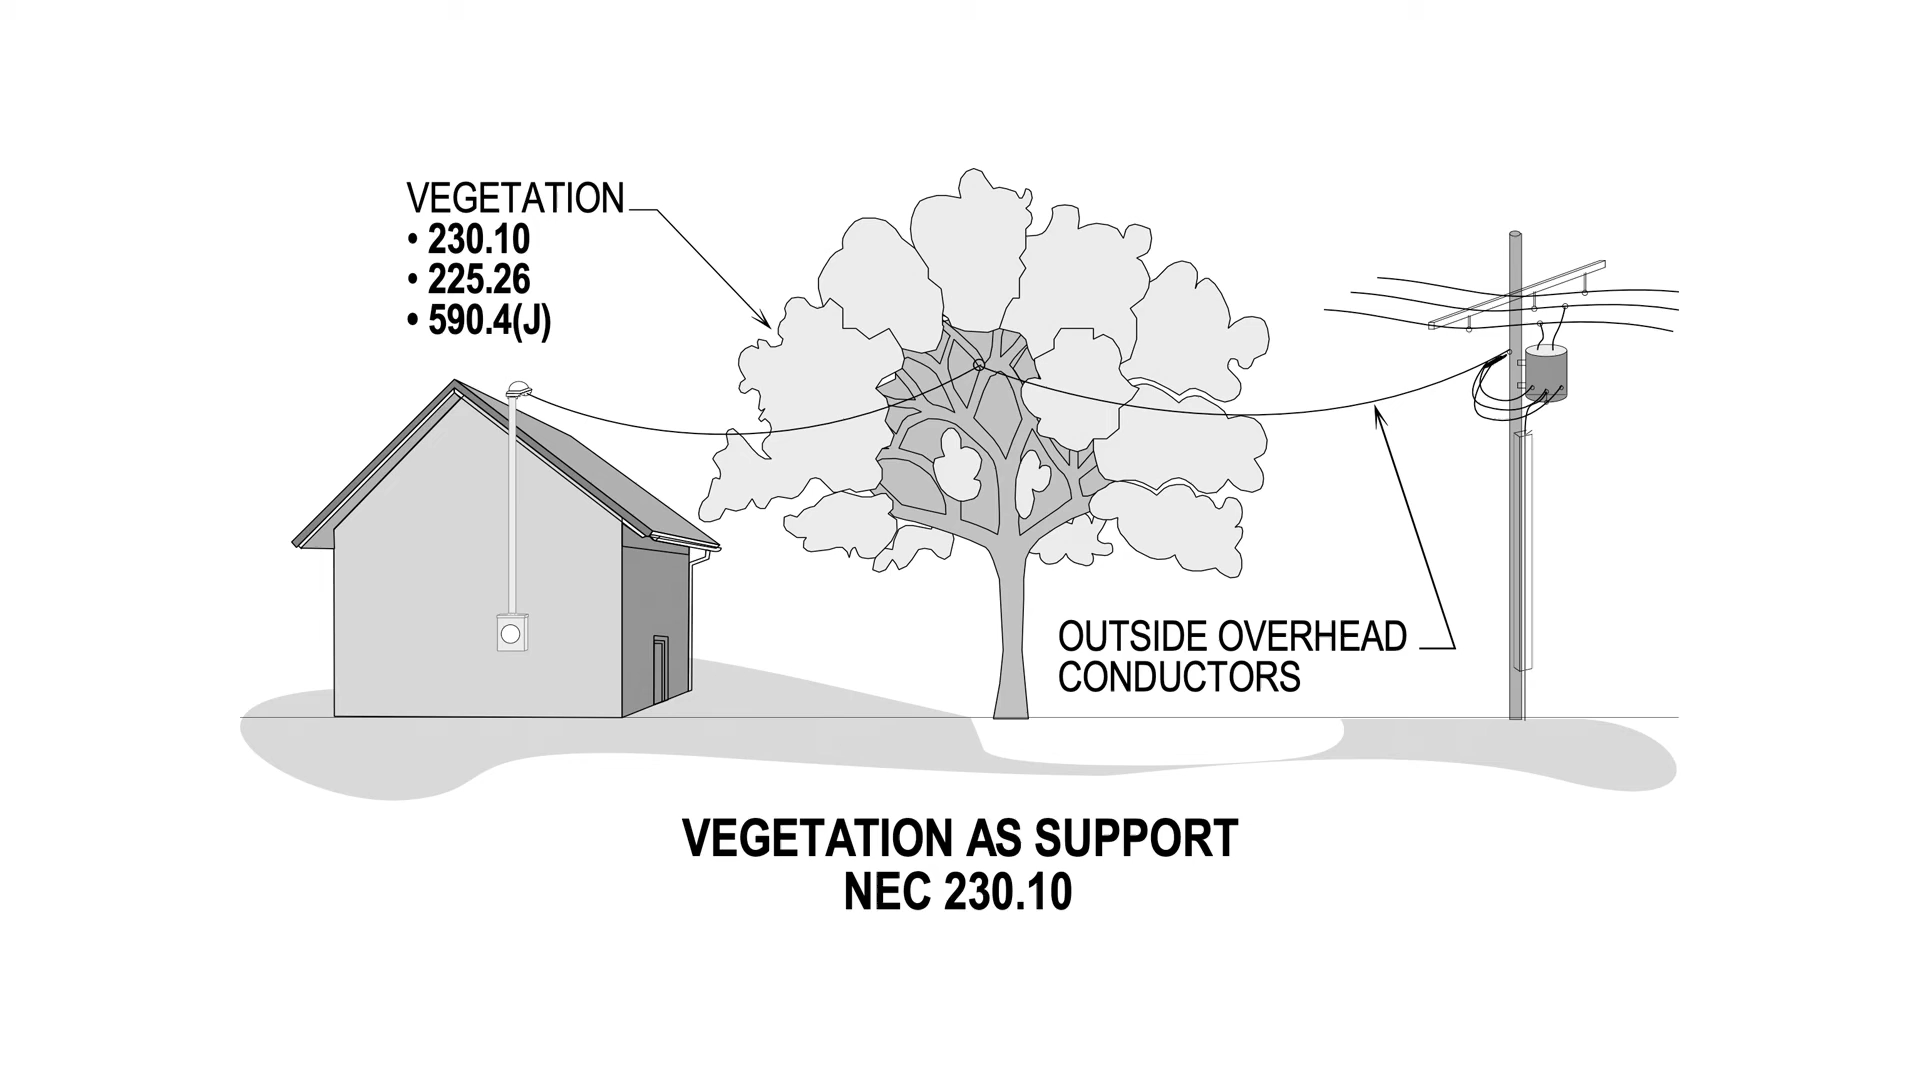 VEGETATION
• 230.10
• 225.26
• 590.4(J)
OUTSIDE OVERHEAD
CONDUCTORS
VEGETATION AS SUPPORT
NEC 230.10